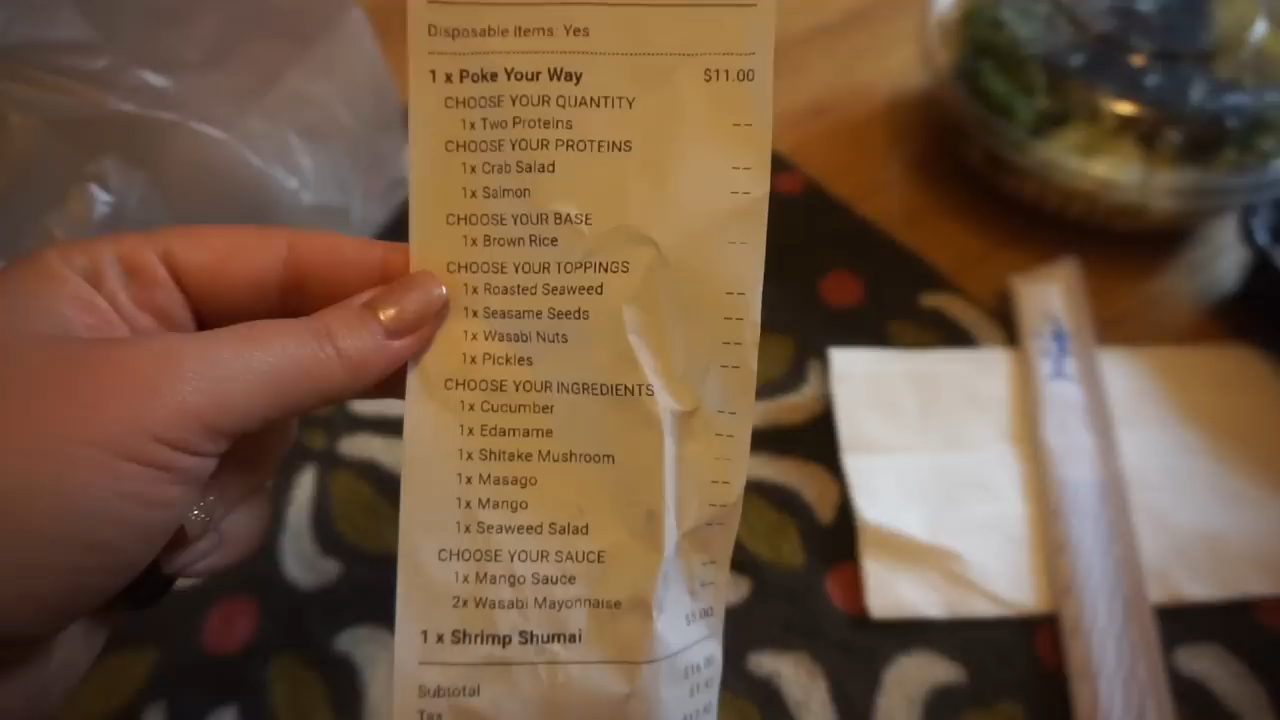 Disposable Items: Yes
1 x Poke Your Way $11.00
CHOOSE YOUR QUANTITY
1x Two Proteins --
CHOOSE YOUR PROTEINS
1x Crab Salad --
1x Salmon --
CHOOSE YOUR BASE
1x Brown Rice --
CHOOSE YOUR TOPPINGS
1x Roasted Seaweed --
1x Seasame Seeds --
1x Wasabi Nuts --
1x Pickles --
CHOOSE YOUR INGREDIENTS
1x Cucumber --
1x Edamame --
1x Shitake Mushroom --
1x Masago --
1x Mango --
1x Seaweed Salad --
CHOOSE YOUR SAUCE
1x Mango Sauce --
2x Wasabi Mayonnaise --
1 x Shrimp Shumai $5.00
Subtotal
Tax